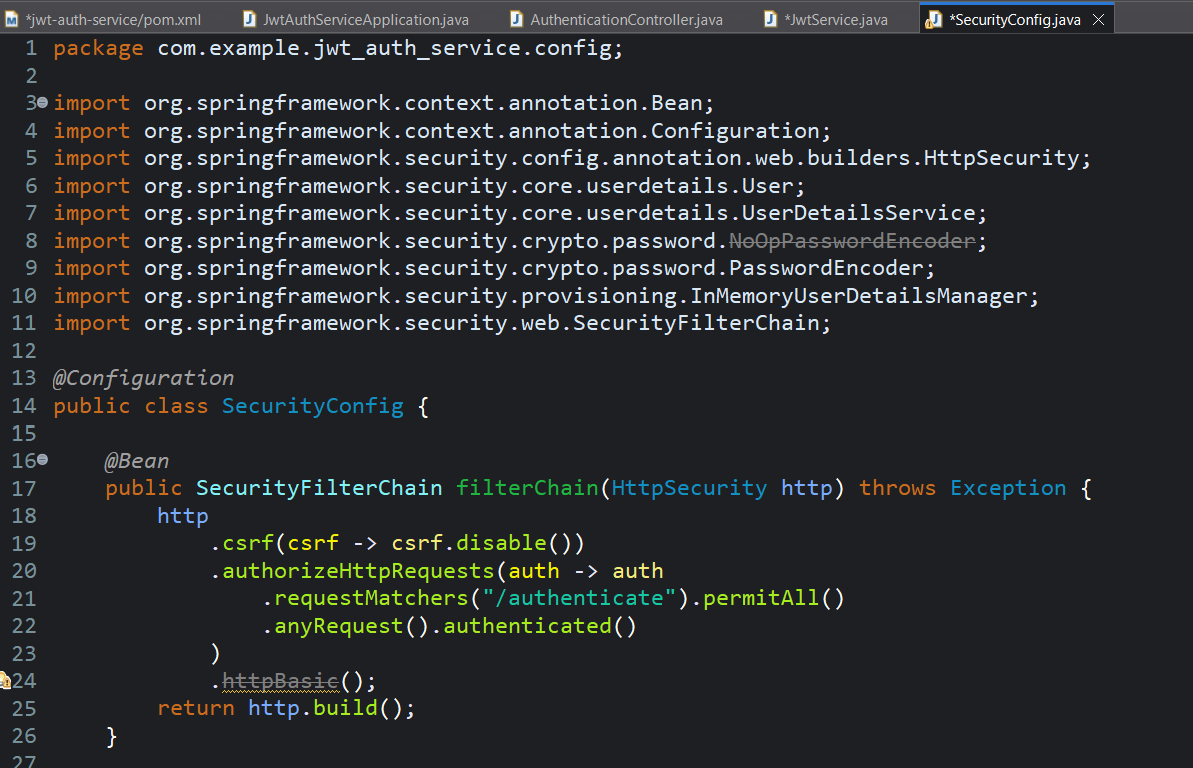 *jwt-auth-service/pom.xml JwtAuthServiceApplication.java AuthenticationController.java *JwtService.java *SecurityConfig.java
1 package com.example.jwt_auth_service.config;
2
3 import org.springframework.context.annotation.Bean;
4 import org.springframework.context.annotation.Configuration;
5 import org.springframework.security.config.annotation.web.builders.HttpSecurity;
6 import org.springframework.security.core.userdetails.User;
7 import org.springframework.security.core.userdetails.UserDetailsService;
8 import org.springframework.security.crypto.password.NoOpPasswordEncoder;
9 import org.springframework.security.crypto.password.PasswordEncoder;
10 import org.springframework.security.provisioning.InMemoryUserDetailsManager;
11 import org.springframework.security.web.SecurityFilterChain;
12
13 @Configuration
14 public class SecurityConfig {
15
16     @Bean
17     public SecurityFilterChain filterChain(HttpSecurity http) throws Exception {
18         http
19             .csrf(csrf -> csrf.disable())
20             .authorizeHttpRequests(auth -> auth
21                 .requestMatchers("/authenticate").permitAll()
22                 .anyRequest().authenticated()
23             )
24             .httpBasic();
25         return http.build();
26     }
27